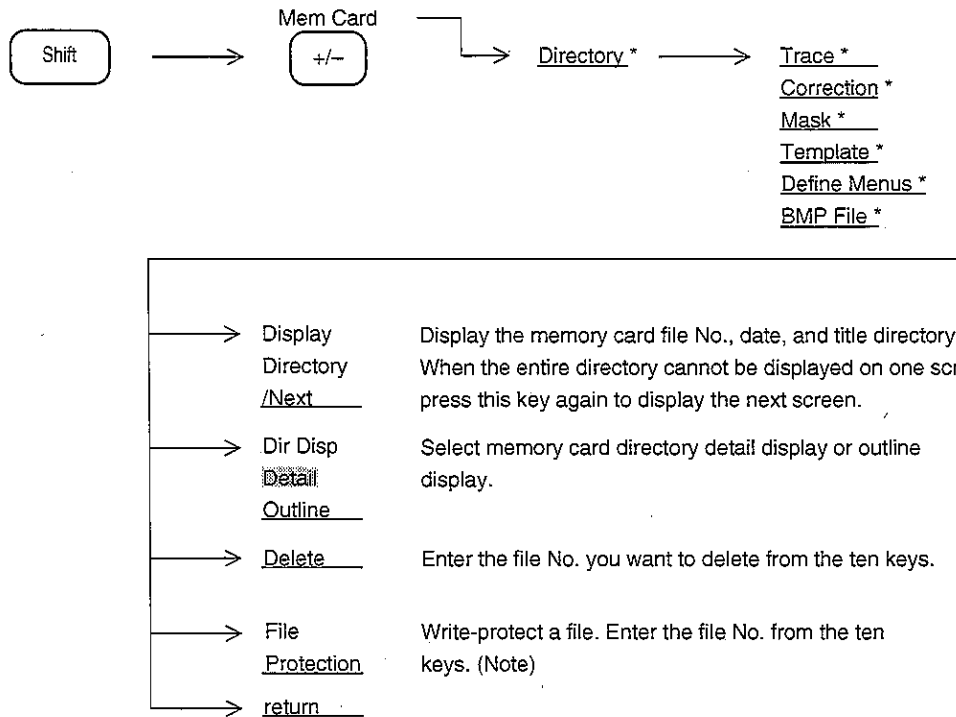 Mem Card
Shift
+/−
Directory *
Trace *
Correction *
Mask *
Template *
Define Menus *
BMP File *
Display
Directory
/Next
Display the memory card file No., date, and title directory
When the entire directory cannot be displayed on one scr
press this key again to display the next screen.
Dir Disp
Detail
Outline
Select memory card directory detail display or outline
display.
Delete
Enter the file No. you want to delete from the ten keys.
File
Protection
Write-protect a file. Enter the file No. from the ten
keys. (Note)
return